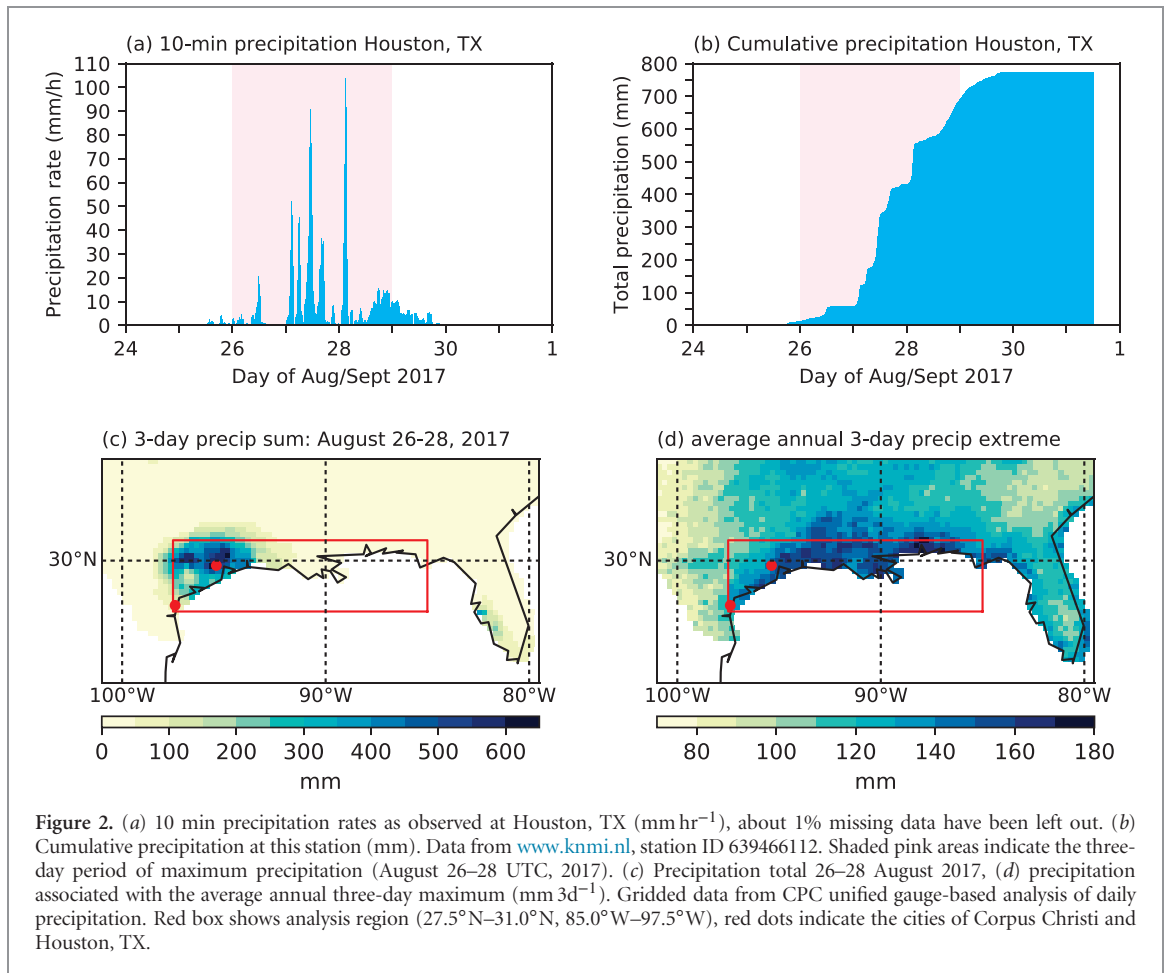 (a) 10-min precipitation Houston, TX
110
100
90
80
70
60
50
40
30
20
10
0
Precipitation rate (mm/h)
24 26 28 30 1
Day of Aug/Sept 2017
(b) Cumulative precipitation Houston, TX
800
700
600
500
400
300
200
100
0
Total precipitation (mm)
24 26 28 30 1
Day of Aug/Sept 2017
(c) 3-day precip sum: August 26-28, 2017
30°N
100°W 90°W 80°W
0 100 200 300 400 500 600
mm
(d) average annual 3-day precip extreme
30°N
100°W 90°W 80°W
80 100 120 140 160 180
mm
Figure 2. (a) 10 min precipitation rates as observed at Houston, TX (mm hr⁻¹), about 1% missing data have been left out. (b)
Cumulative precipitation at this station (mm). Data from www.knmi.nl, station ID 639466112. Shaded pink areas indicate the three-
day period of maximum precipitation (August 26–28 UTC, 2017). (c) Precipitation total 26–28 August 2017, (d) precipitation
associated with the average annual three-day maximum (mm 3d⁻¹). Gridded data from CPC unified gauge-based analysis of daily
precipitation. Red box shows analysis region (27.5°N–31.0°N, 85.0°W–97.5°W), red dots indicate the cities of Corpus Christi and
Houston, TX.